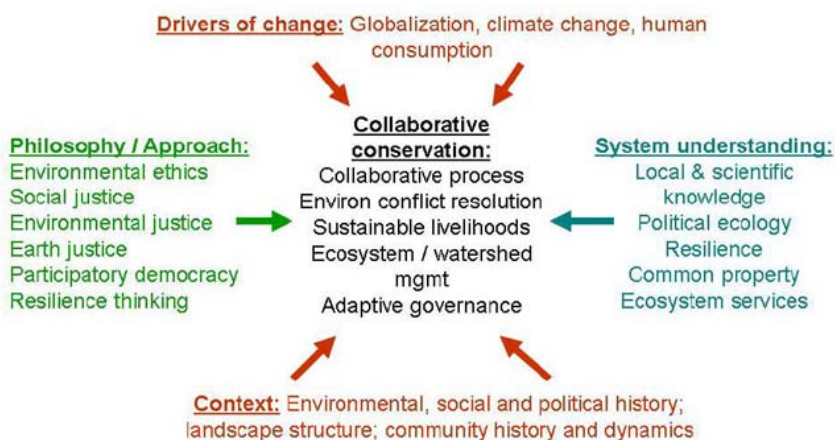 Drivers of change: Globalization, climate change, human
consumption
Philosophy / Approach:
Environmental ethics
Social justice
Environmental justice
Earth justice
Participatory democracy
Resilience thinking
Collaborative
conservation:
Collaborative process
Environ conflict resolution
Sustainable livelihoods
Ecosystem / watershed
mgmt
Adaptive governance
System understanding:
Local & scientific
knowledge
Political ecology
Resilience
Common property
Ecosystem services
Context: Environmental, social and political history;
landscape structure; community history and dynamics